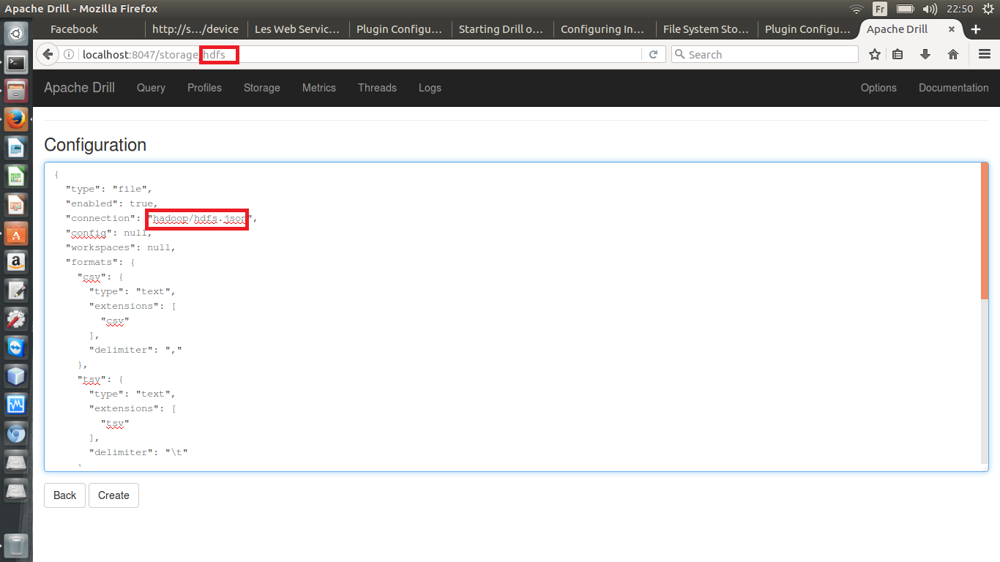 Apache Drill - Mozilla Firefox
Fr
22:50
Facebook
http://s.../device
Les Web Servic...
Plugin Configu...
Starting Drill o...
Configuring In...
File System Sto...
Plugin Configu...
Apache Drill
localhost:8047/storage/hdfs
Search
Apache Drill
Query
Profiles
Storage
Metrics
Threads
Logs
Options
Documentation
Configuration
{
"type": "file",
"enabled": true,
"connection": "hadoop/hdfs.json",
"config": null,
"workspaces": null,
"formats": {
"csv": {
"type": "text",
"extensions": [
"csv"
],
"delimiter": ","
},
"tsv": {
"type": "text",
"extensions": [
"tsv"
],
"delimiter": "\t"
}
Back
Create